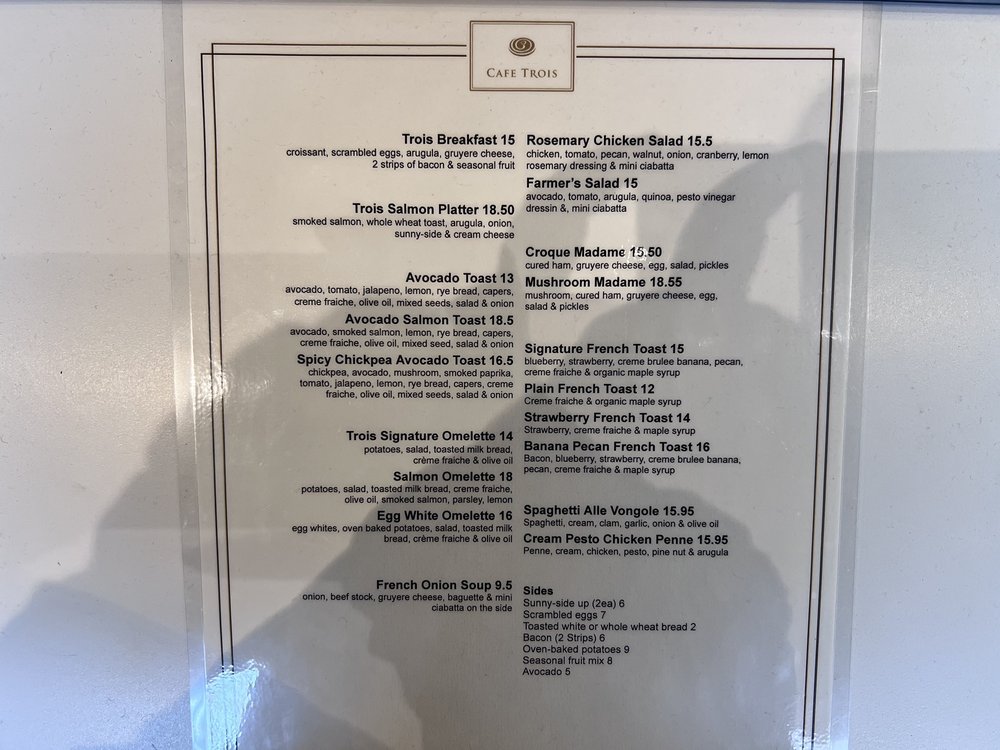 CAFE TROIS
Trois Breakfast 15
croissant, scrambled eggs, arugula, gruyere cheese,
2 strips of bacon & seasonal fruit
Trois Salmon Platter 18.50
smoked salmon, whole wheat toast, arugula, onion,
sunny-side & cream cheese
Avocado Toast 13
avocado, tomato, jalapeno, lemon, rye bread, capers,
creme fraiche, olive oil, mixed seeds, salad & onion
Avocado Salmon Toast 18.5
avocado, smoked salmon, lemon, rye bread, capers,
creme fraiche, olive oil, mixed seed, salad & onion
Spicy Chickpea Avocado Toast 16.5
chickpea, avocado, mushroom, smoked paprika,
tomato, jalapeno, lemon, rye bread, capers, creme
fraiche, olive oil, mixed seeds, salad & onion
Trois Signature Omelette 14
potatoes, salad, toasted milk bread,
crème fraiche & olive oil
Salmon Omelette 18
potatoes, salad, toasted milk bread, creme fraiche,
olive oil, smoked salmon, parsley, lemon
Egg White Omelette 16
egg whites, oven baked potatoes, salad, toasted milk
bread, crème fraiche & olive oil
French Onion Soup 9.5
onion, beef stock, gruyere cheese, baguette & mini
ciabatta on the side
Rosemary Chicken Salad 15.5
chicken, tomato, pecan, walnut, onion, cranberry, lemon
rosemary dressing & mini ciabatta
Farmer's Salad 15
avocado, tomato, arugula, quinoa, pesto vinegar
dressin &, mini ciabatta
Croque Madame 15.50
cured ham, gruyere cheese, egg, salad, pickles
Mushroom Madame 18.55
mushroom, cured ham, gruyere cheese, egg,
salad & pickles
Signature French Toast 15
blueberry, strawberry, creme brulee banana, pecan,
creme fraiche & organic maple syrup
Plain French Toast 12
Creme fraiche & organic maple syrup
Strawberry French Toast 14
Strawberry, creme fraiche & maple syrup
Banana Pecan French Toast 16
Bacon, blueberry, strawberry, creme brulee banana,
pecan, creme fraiche & maple syrup
Spaghetti Alle Vongole 15.95
Spaghetti, cream, clam, garlic, onion & olive oil
Cream Pesto Chicken Penne 15.95
Penne, cream, chicken, pesto, pine nut & arugula
Sides
Sunny-side up (2ea) 6
Scrambled eggs 7
Toasted white or whole wheat bread 2
Bacon (2 Strips) 6
Oven-baked potatoes 9
Seasonal fruit mix 8
Avocado 5